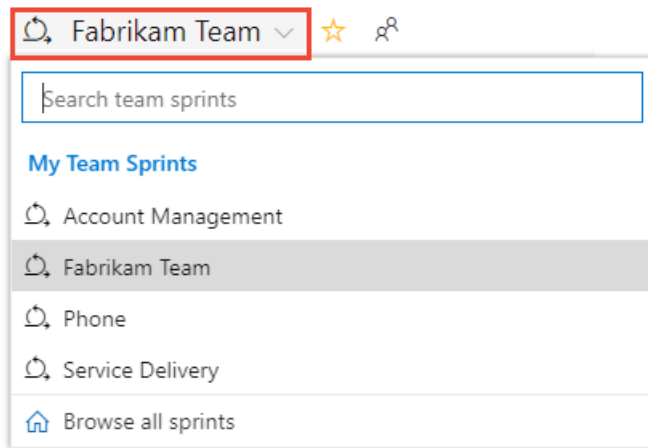 Fabrikam Team
Search team sprints
My Team Sprints
Account Management
Fabrikam Team
Phone
Service Delivery
Browse all sprints